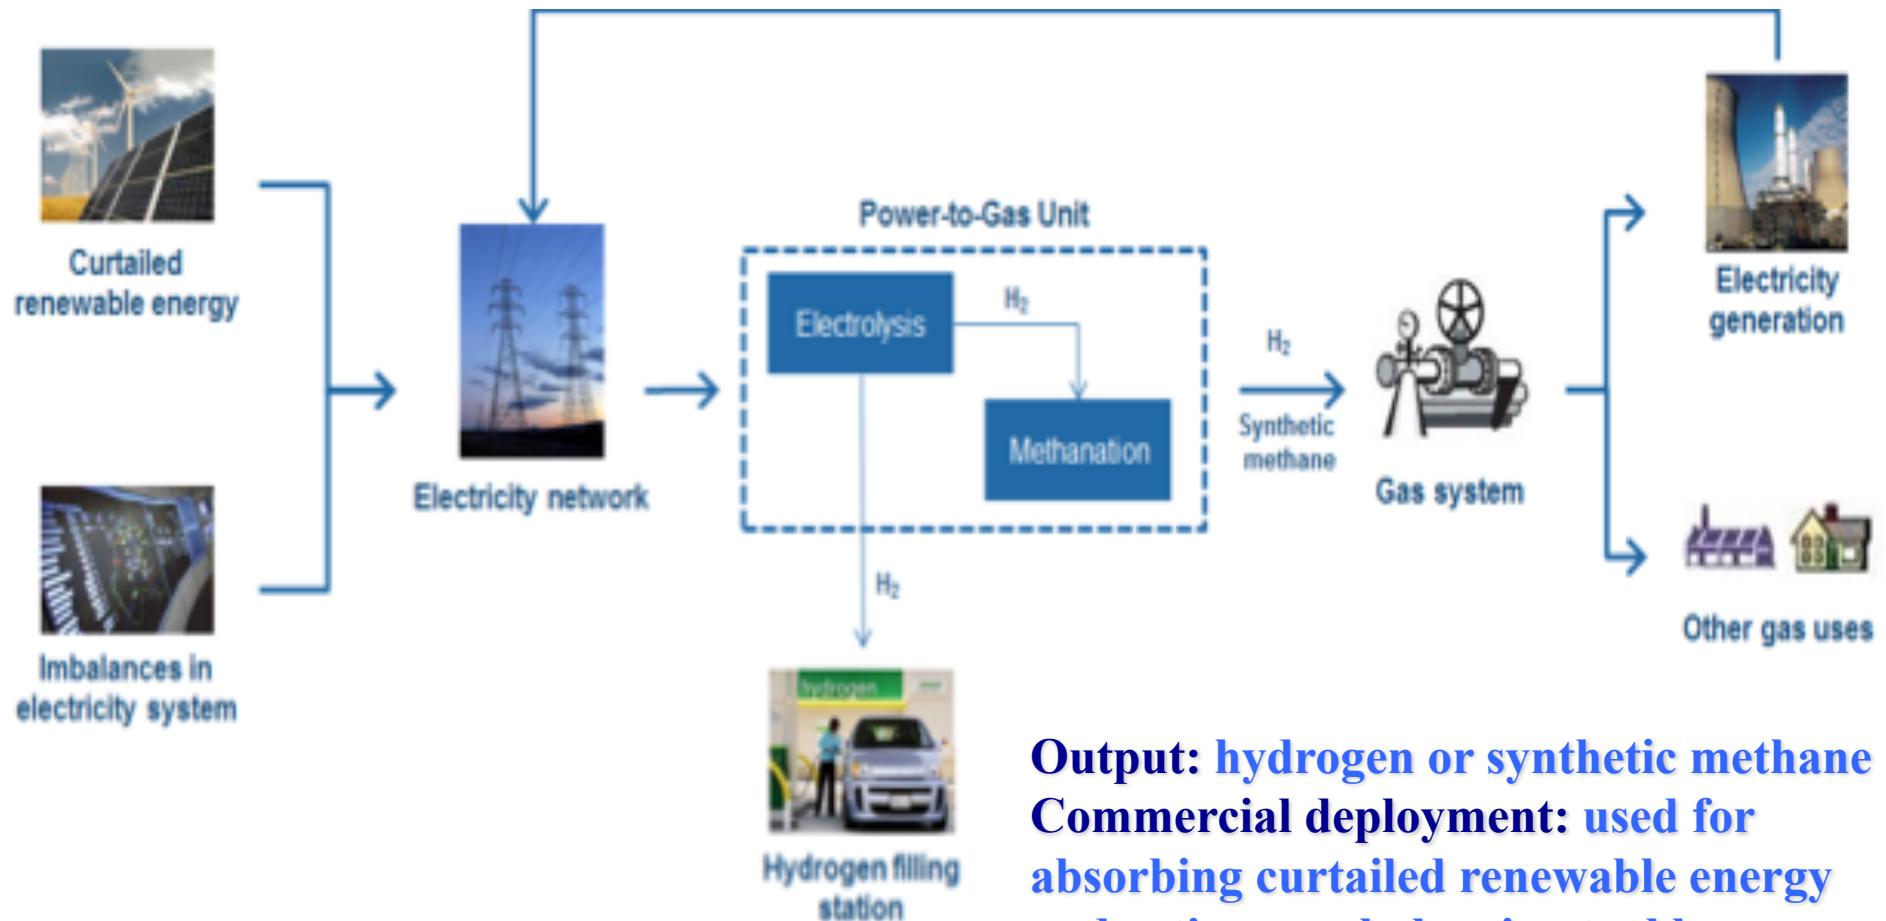 Curtailed
renewable energy
Imbalances in
electricity system
Electricity network
Power-to-Gas Unit
Electrolysis
H₂
Methanation
H₂
hydrogen
Hydrogen filling
station
H₂
Synthetic
methane
Gas system
Electricity
generation
Other gas uses
Output: hydrogen or synthetic methane
Commercial deployment: used for
absorbing curtailed renewable energy